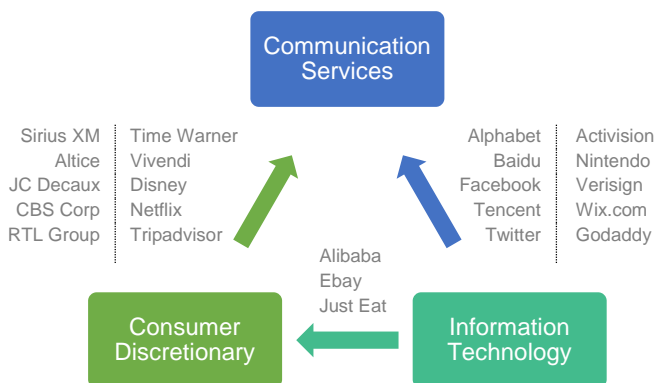 Communication
Services
Sirius XM
Altice
JC Decaux
CBS Corp
RTL Group
Time Warner
Vivendi
Disney
Netflix
Tripadvisor
Alphabet
Baidu
Facebook
Tencent
Twitter
Activision
Nintendo
Verisign
Wix.com
Godaddy
Alibaba
Ebay
Just Eat
Consumer
Discretionary
Information
Technology